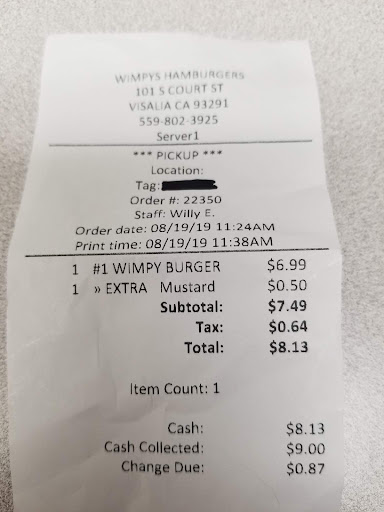 WIMPYS HAMBURGERS
101 S COURT ST
VISALIA CA 93291
559-802-3925
Server1
*** PICKUP ***
Location:
Tag:
Order #: 22350
Staff: Willy E.
Order date: 08/19/19 11:24AM
Print time: 08/19/19 11:38AM
1 #1 WIMPY BURGER $6.99
1 » EXTRA Mustard $0.50
Subtotal: $7.49
Tax: $0.64
Total: $8.13
Item Count: 1
Cash: $8.13
Cash Collected: $9.00
Change Due: $0.87